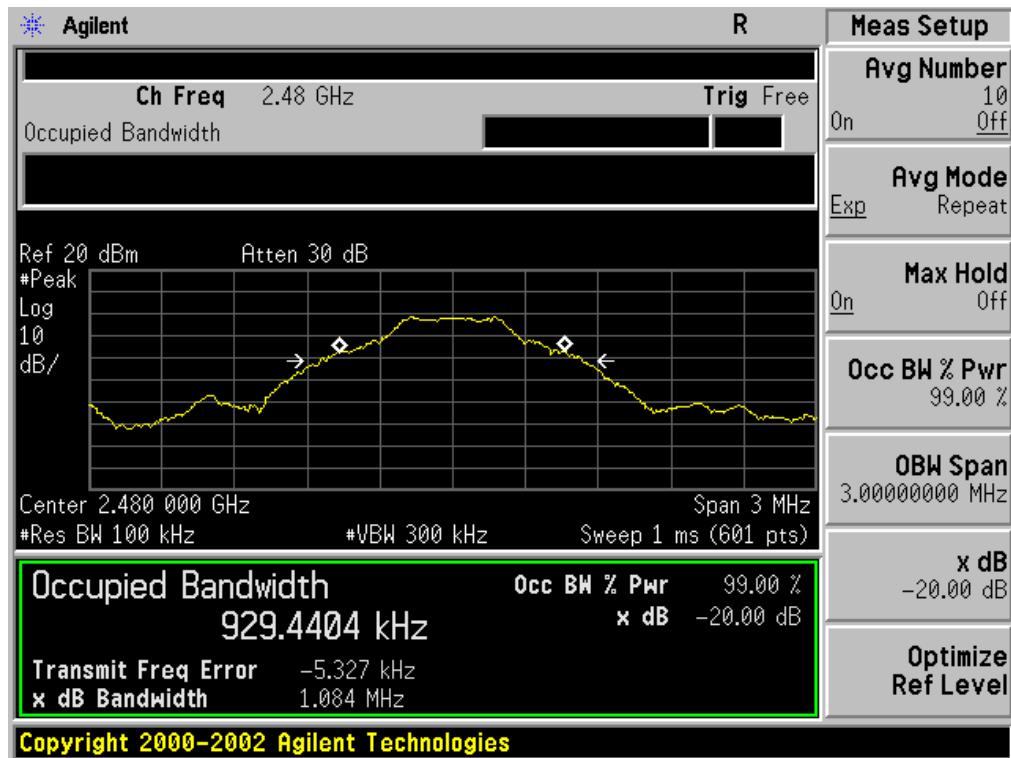 Agilent R
Ch Freq 2.48 GHz Trig Free
Occupied Bandwidth
Ref 20 dBm Atten 30 dB
#Peak
Log
10
dB/
Center 2.480 000 GHz Span 3 MHz
#Res BW 100 kHz #VBW 300 kHz Sweep 1 ms (601 pts)
Occupied Bandwidth
929.4404 kHz
Occ BW % Pwr 99.00 %
x dB -20.00 dB
Transmit Freq Error -5.327 kHz
x dB Bandwidth 1.084 MHz
Copyright 2000-2002 Agilent Technologies
Meas Setup
Avg Number
10
On Off
Avg Mode
Exp Repeat
Max Hold
On Off
Occ BW % Pwr
99.00 %
OBW Span
3.00000000 MHz
x dB
-20.00 dB
Optimize
Ref Level